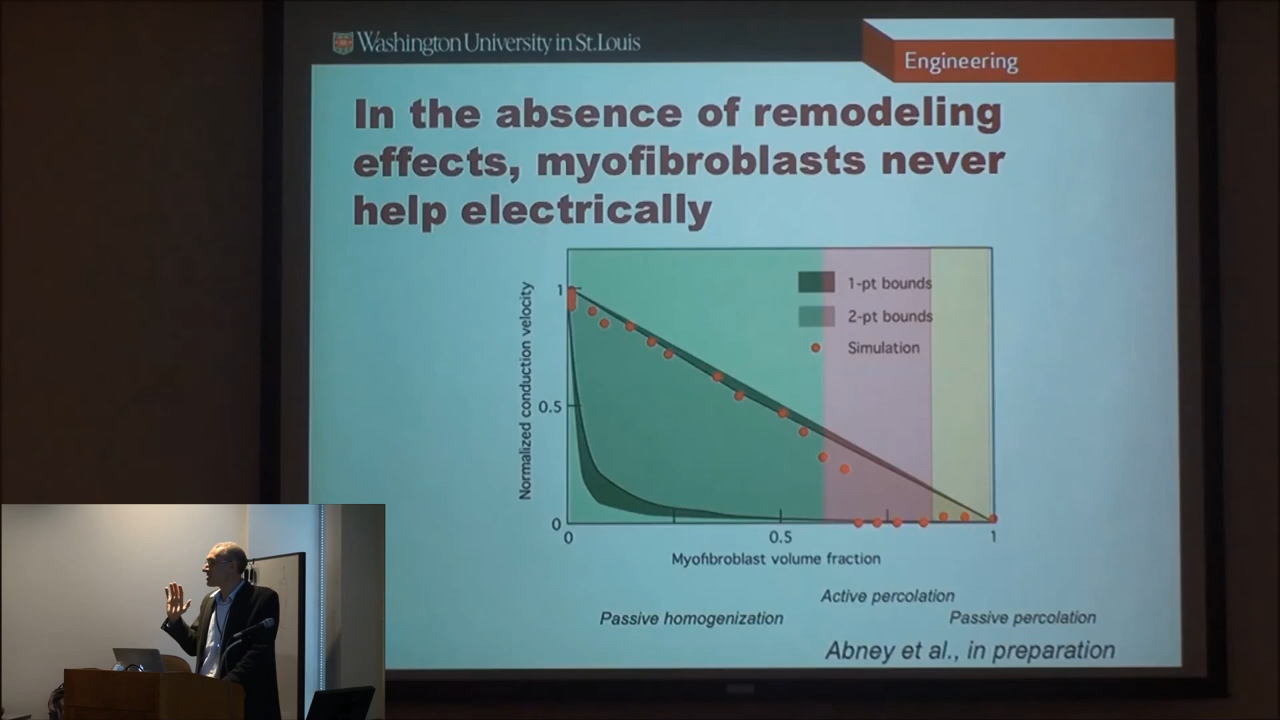 Washington University in St. Louis
Engineering
In the absence of remodeling
effects, myofibroblasts never
help electrically
Normalized conduction velocity
1
0.5
0
0
0.5
1
1-pt bounds
2-pt bounds
Simulation
Myofibroblast volume fraction
Active percolation
Passive homogenization
Passive percolation
Abney et al., in preparation